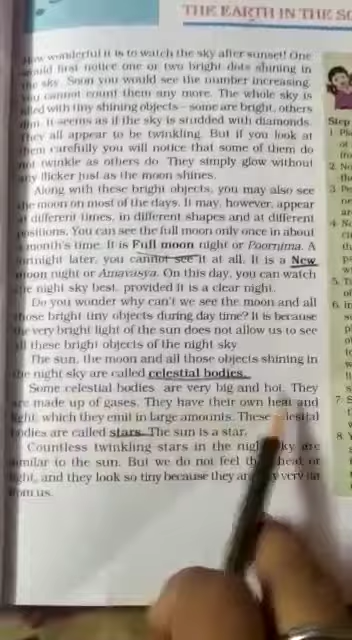 THE EARTH IN THE SO
How wonderful it is to watch the sky after sunset! One
would first notice one or two bright dots shining in
the sky. Soon you would see the number increasing.
You cannot count them any more. The whole sky is
filled with tiny shining objects – some are bright, others
dim. It seems as if the sky is studded with diamonds.
They all appear to be twinkling. But if you look at
them carefully you will notice that some of them do
not twinkle as others do. They simply glow without
any flicker just as the moon shines.
Along with these bright objects, you may also see
the moon on most of the days. It may, however, appear
at different times, in different shapes and at different
positions. You can see the full moon only once in about
a month's time. It is Full moon night or Poornima. A
fortnight later, you cannot see it at all. It is a New
moon night or Amavasya. On this day, you can watch
the night sky best, provided it is a clear night.
Do you wonder why can't we see the moon and all
those bright tiny objects during day time? It is because
the very bright light of the sun does not allow us to see
all these bright objects of the night sky
The sun, the moon and all those objects shining in
the night sky are called celestial bodies.
Some celestial bodies are very big and hot. They
are made up of gases. They have their own heat and
light, which they emit in large amounts. These celestial
bodies are called stars. The sun is a star.
Countless twinkling stars in the night sky are
similar to the sun. But we do not feel their heat or
light, and they look so tiny because they are very very far
from us.
Step
1.
2.
3.
4.
5.
6.
7.
8.